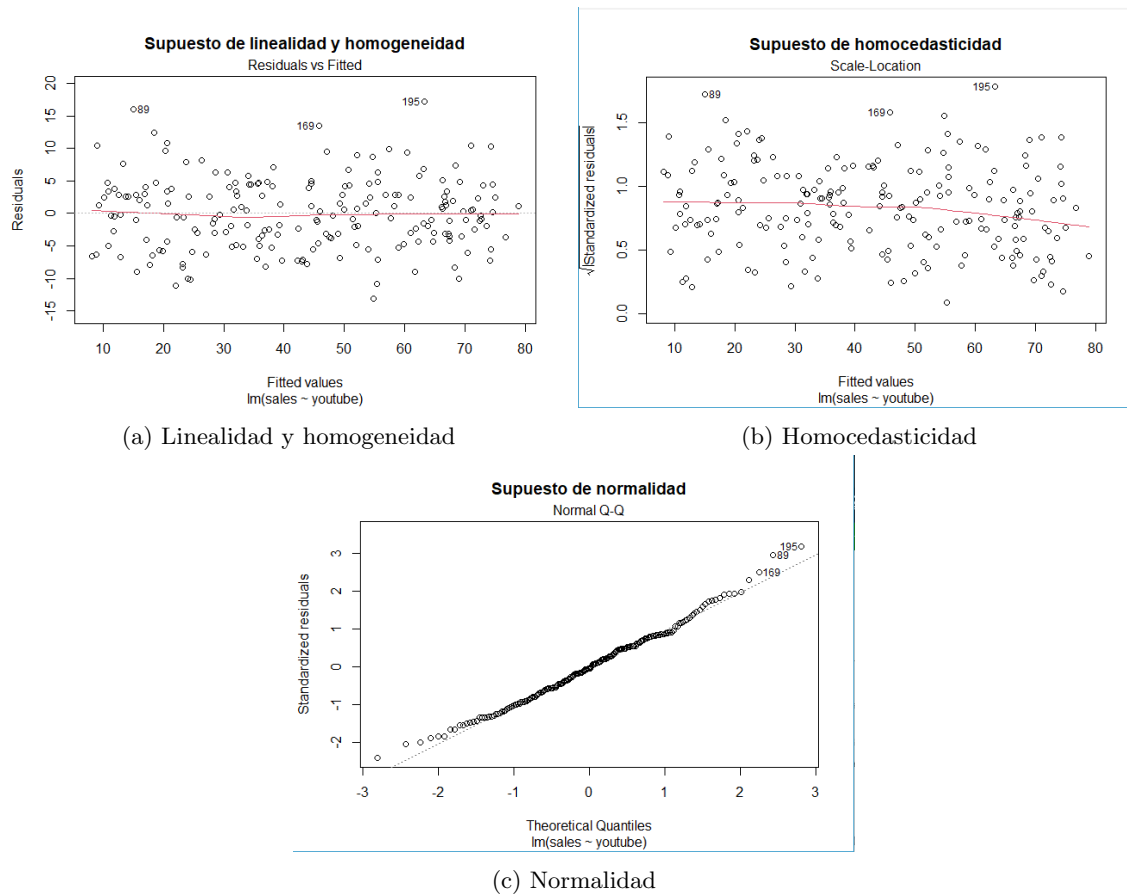 Supuesto de linealidad y homogeneidad
Residuals vs Fitted
Residuals
20
15
10
5
0
-5
-10
-15
89
169
195
10 20 30 40 50 60 70 80
Fitted values
lm(sales ~ youtube)
(a) Linealidad y homogeneidad
Supuesto de homocedasticidad
Scale-Location
√|Standardized residuals|
1.5
1.0
0.5
0.0
89
169
195
10 20 30 40 50 60 70 80
Fitted values
lm(sales ~ youtube)
(b) Homocedasticidad
Supuesto de normalidad
Normal Q-Q
Standardized residuals
3
2
1
0
-1
-2
195
89
169
-3 -2 -1 0 1 2 3
Theoretical Quantiles
lm(sales ~ youtube)
(c) Normalidad